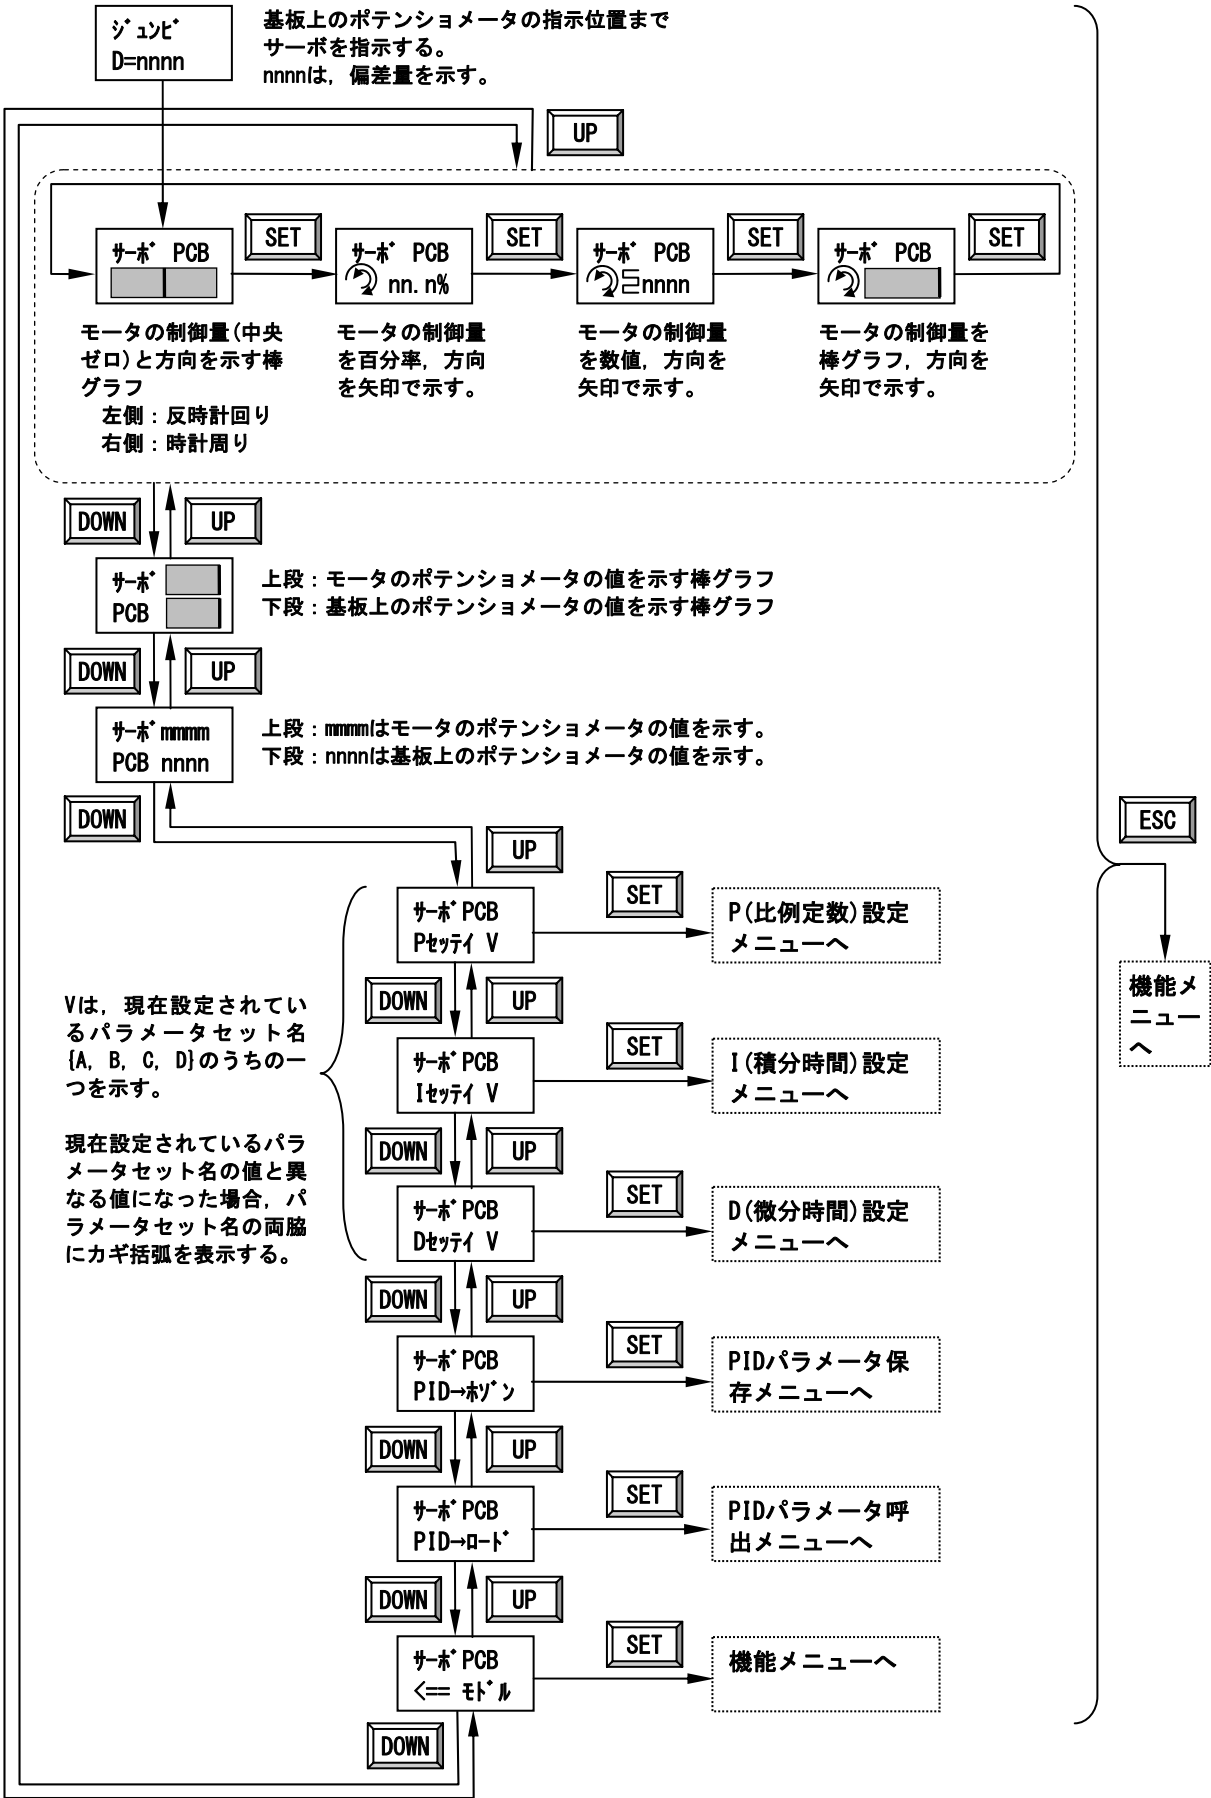 ｼﾞｭﾝﾋﾞ
D=nnnn
基板上のポテンショメータの指示位置まで
サーボを指示する。
nnnnは，偏差量を示す。
UP
ｻｰﾎﾞ PCB
SET
ｻｰﾎﾞ PCB
nn.n%
SET
ｻｰﾎﾞ PCB
nnnn
SET
ｻｰﾎﾞ PCB
SET
モータの制御量(中央
ゼロ)と方向を示す棒
グラフ
左側：反時計回り
右側：時計周り
モータの制御量
を百分率，方向
を矢印で示す。
モータの制御量
を数値，方向を
矢印で示す。
モータの制御量を
棒グラフ，方向を
矢印で示す。
DOWN
UP
ｻｰﾎﾞ
PCB
上段：モータのポテンショメータの値を示す棒グラフ
下段：基板上のポテンショメータの値を示す棒グラフ
DOWN
UP
ｻｰﾎﾞmmmm
PCB nnnn
上段：mmmmはモータのポテンショメータの値を示す。
下段：nnnnは基板上のポテンショメータの値を示す。
DOWN
UP
ESC
機能メ
ニュー
へ
ｻｰﾎﾞPCB
Pｾｯﾃｲ V
SET
P(比例定数)設定
メニューへ
DOWN
UP
Vは，現在設定されてい
るパラメータセット名
{A, B, C, D}のうちの一
つを示す。
現在設定されているパラ
メータセット名の値と異
なる値になった場合，パ
ラメータセット名の両脇
にカギ括弧を表示する。
ｻｰﾎﾞPCB
Iｾｯﾃｲ V
SET
I(積分時間)設定
メニューへ
DOWN
UP
ｻｰﾎﾞPCB
Dｾｯﾃｲ V
SET
D(微分時間)設定
メニューへ
DOWN
UP
ｻｰﾎﾞPCB
PID→ﾎｿﾞﾝ
SET
PIDパラメータ保
存メニューへ
DOWN
UP
ｻｰﾎﾞPCB
PID→ﾛｰﾄﾞ
SET
PIDパラメータ呼
出メニューへ
DOWN
UP
ｻｰﾎﾞPCB
<== ﾓﾄﾞﾙ
SET
機能メニューへ
DOWN